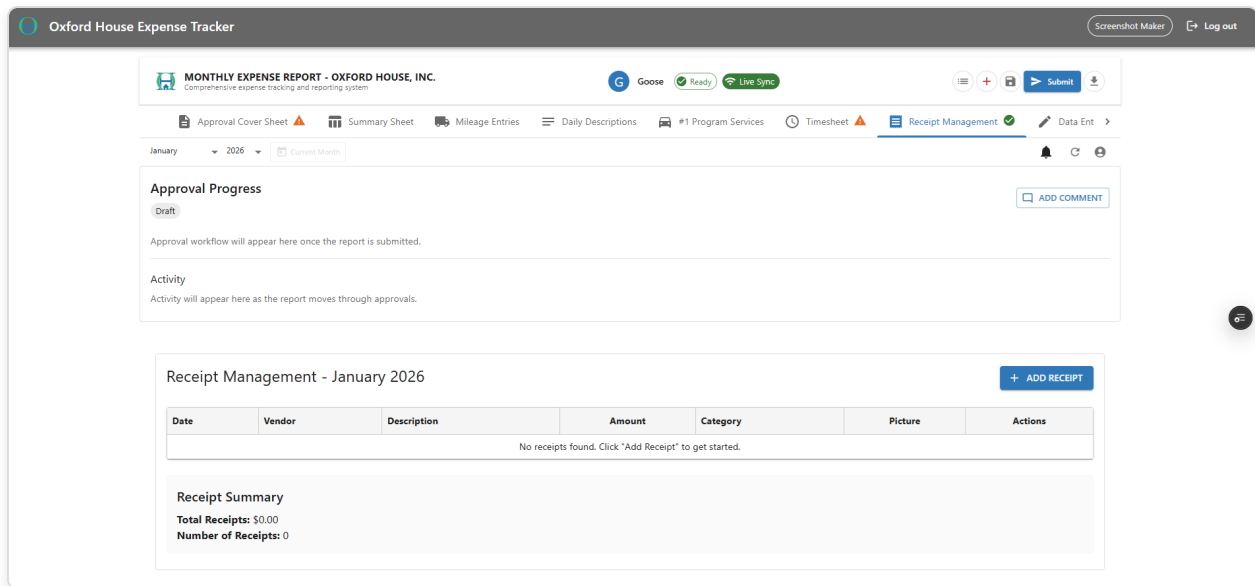 Oxford House Expense Tracker
Screenshot Maker
Log out
MONTHLY EXPENSE REPORT - OXFORD HOUSE, INC.
Comprehensive expense tracking and reporting system
G Goose Ready Live Sync
Submit
Approval Cover Sheet Summary Sheet Mileage Entries Daily Descriptions #1 Program Services Timesheet Receipt Management Data Ent
January 2026 Current Month
Approval Progress
Draft
ADD COMMENT
Approval workflow will appear here once the report is submitted.
Activity
Activity will appear here as the report moves through approvals.
Receipt Management - January 2026
+ ADD RECEIPT
Date Vendor Description Amount Category Picture Actions
No receipts found. Click "Add Receipt" to get started.
Receipt Summary
Total Receipts: $0.00
Number of Receipts: 0